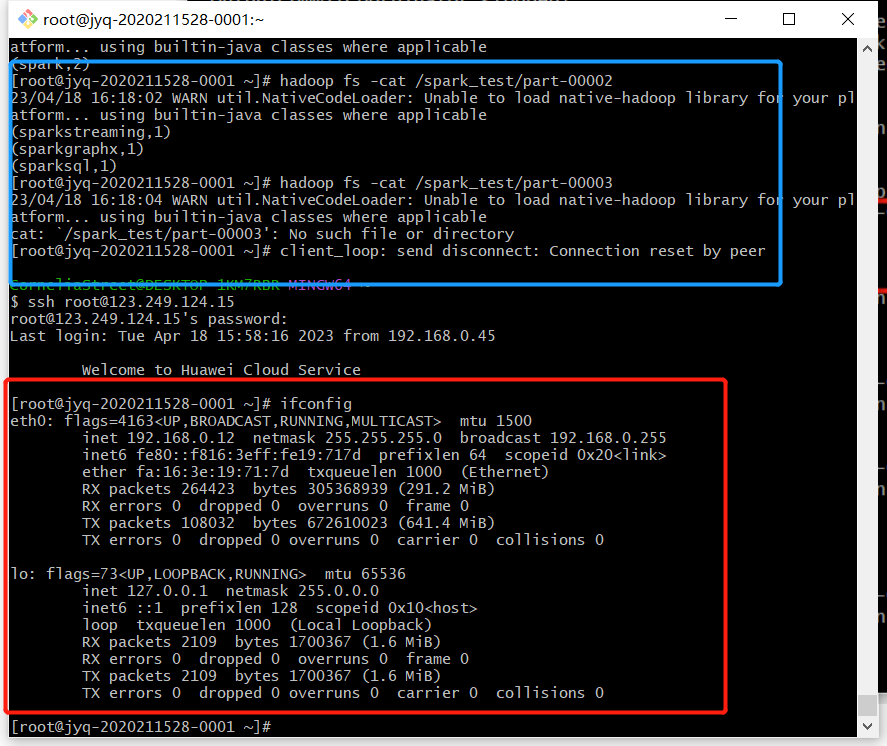 root@jyq-2020211528-0001:~
atform... using builtin-java classes where applicable
(spark,2)
[root@jyq-2020211528-0001 ~]# hadoop fs -cat /spark_test/part-00002
23/04/18 16:18:02 WARN util.NativeCodeLoader: Unable to load native-hadoop library for your pl
atform... using builtin-java classes where applicable
(sparkstreaming,1)
(sparkgraphx,1)
(sparksql,1)
[root@jyq-2020211528-0001 ~]# hadoop fs -cat /spark_test/part-00003
23/04/18 16:18:04 WARN util.NativeCodeLoader: Unable to load native-hadoop library for your pl
atform... using builtin-java classes where applicable
cat: `/spark_test/part-00003': No such file or directory
[root@jyq-2020211528-0001 ~]# client_loop: send disconnect: Connection reset by peer
CorneliaStreet@DESKTOP-1KM7RBR MINGW64 ~
$ ssh root@123.249.124.15
root@123.249.124.15's password:
Last login: Tue Apr 18 15:58:16 2023 from 192.168.0.45
Welcome to Huawei Cloud Service
[root@jyq-2020211528-0001 ~]# ifconfig
eth0: flags=4163<UP,BROADCAST,RUNNING,MULTICAST>  mtu 1500
inet 192.168.0.12  netmask 255.255.255.0  broadcast 192.168.0.255
inet6 fe80::f816:3eff:fe19:717d  prefixlen 64  scopeid 0x20<link>
ether fa:16:3e:19:71:7d  txqueuelen 1000  (Ethernet)
RX packets 264423  bytes 305368939 (291.2 MiB)
RX errors 0  dropped 0  overruns 0  frame 0
TX packets 108032  bytes 672610023 (641.4 MiB)
TX errors 0  dropped 0 overruns 0  carrier 0  collisions 0
lo: flags=73<UP,LOOPBACK,RUNNING>  mtu 65536
inet 127.0.0.1  netmask 255.0.0.0
inet6 ::1  prefixlen 128  scopeid 0x10<host>
loop  txqueuelen 1000  (Local Loopback)
RX packets 2109  bytes 1700367 (1.6 MiB)
RX errors 0  dropped 0  overruns 0  frame 0
TX packets 2109  bytes 1700367 (1.6 MiB)
TX errors 0  dropped 0 overruns 0  carrier 0  collisions 0
[root@jyq-2020211528-0001 ~]#